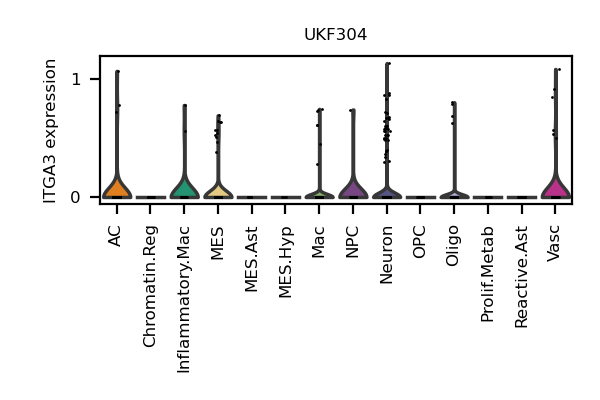 UKF304
ITGA3 expression
1
0
AC
Chromatin.Reg
Inflammatory.Mac
MES
MES.Ast
MES.Hyp
Mac
NPC
Neuron
OPC
Oligo
Prolif.Metab
Reactive.Ast
Vasc